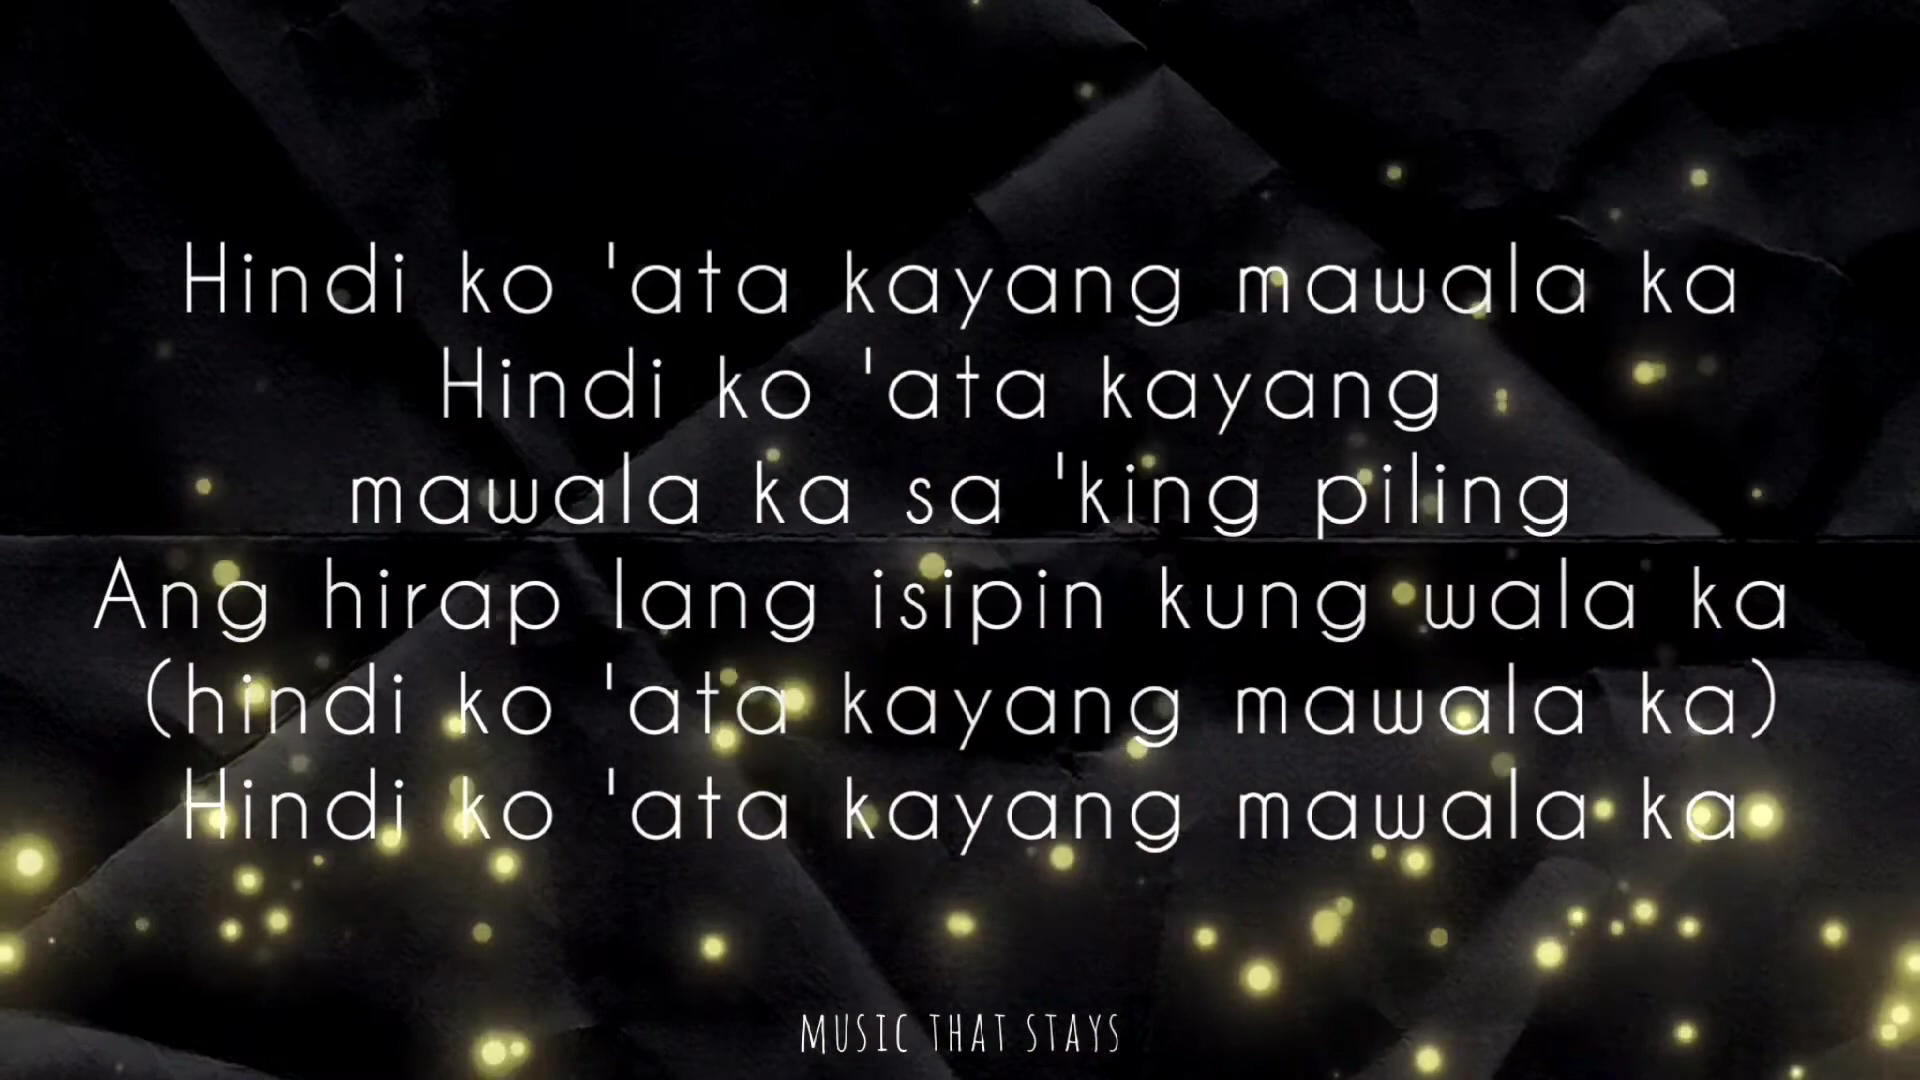 Hindi ko 'ata kayang mawala ka
Hindi ko 'ata kayang
mawala ka sa 'king piling
Ang hirap lang isipin kung wala ka
(hindi ko 'ata kayang mawala ka)
Hindi ko 'ata kayang mawala ka
MUSIC THAT STAYS